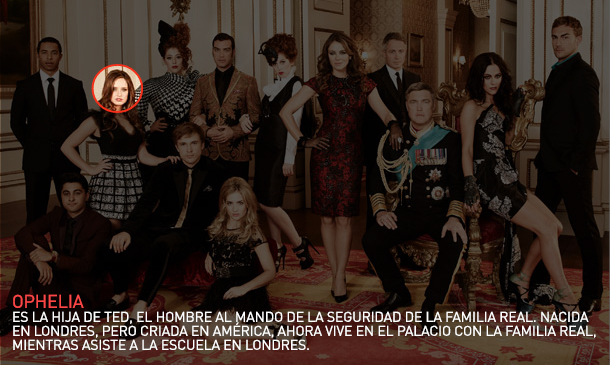 OPHELIA
ES LA HIJA DE TED, EL HOMBRE AL MANDO DE LA SEGURIDAD DE LA FAMILIA REAL. NACIDA
EN LONDRES, PERO CRIADA EN AMÉRICA, AHORA VIVE EN EL PALACIO CON LA FAMILIA REAL,
MIENTRAS ASISTE A LA ESCUELA EN LONDRES.